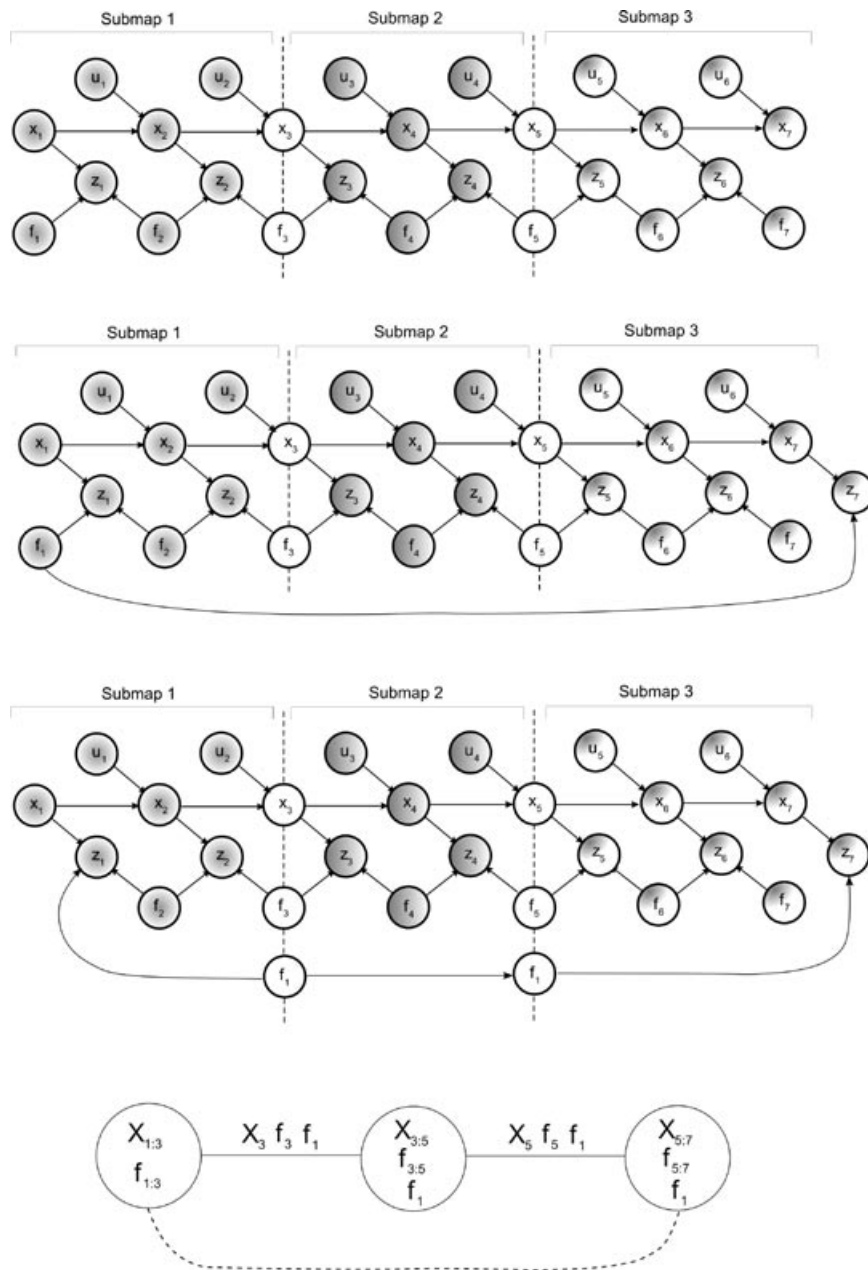 Submap 1 Submap 2 Submap 3
u₁ u₂ u₃ u₄ u₅ u₆
x₁ x₂ x₃ x₄ x₅ x₆ x₇
z₁ z₂ z₃ z₄ z₅ z₆
f₁ f₂ f₃ f₄ f₅ f₆ f₇
Submap 1 Submap 2 Submap 3
u₁ u₂ u₃ u₄ u₅ u₆
x₁ x₂ x₃ x₄ x₅ x₆ x₇
z₁ z₂ z₃ z₄ z₅ z₆ z₇
f₁ f₂ f₃ f₄ f₅ f₆ f₇
Submap 1 Submap 2 Submap 3
u₁ u₂ u₃ u₄ u₅ u₆
x₁ x₂ x₃ x₄ x₅ x₆ x₇
z₁ z₂ z₃ z₄ z₅ z₆ z₇
f₂ f₃ f₄ f₅ f₆ f₇
f₁ f₁
X₁:₃ X₃ f₃ f₁ X₃:₅ X₅ f₅ f₁ X₅:₇
f₁:₃ f₃:₅ f₅:₇
f₁ f₁